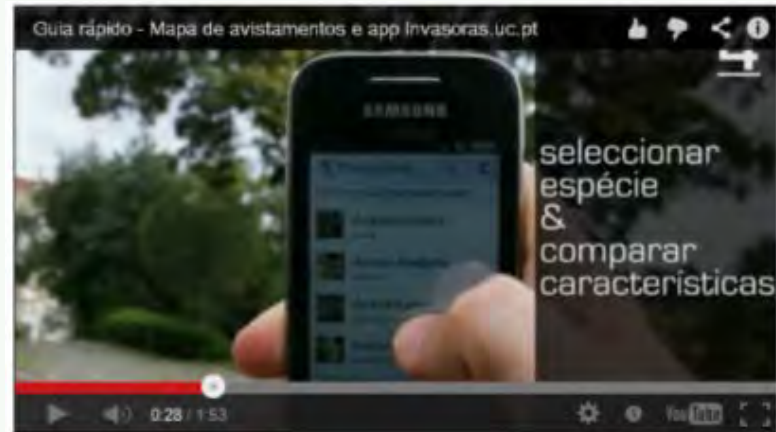 Guia rápido - Mapa de avistamentos e app Invasoras.uc.pt
4
SAMSUNG
seleccionar
espécie
&
comparar
características
0:28 / 1:53
YouTube